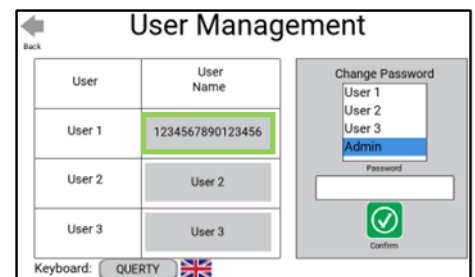 User Management
Back
User
User
Name
User 1
1234567890123456
User 2
User 2
User 3
User 3
Keyboard:
QUERTY
Change Password
User 1
User 2
User 3
Admin
Password
Confirm